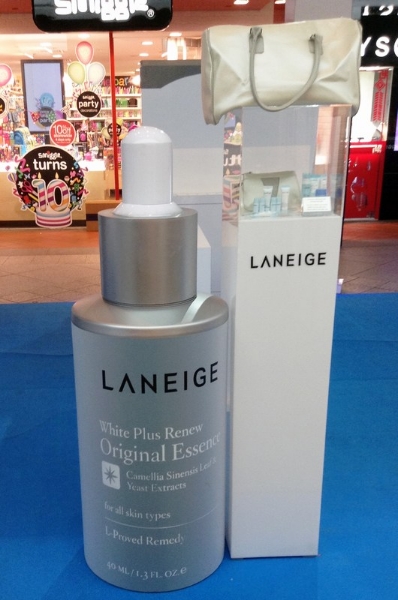 smiggle
party
10
smiggle
turns
10
LANEIGE
LANEIGE
White Plus Renew
Original Essence
Camellia Sinensis Leaf &
Yeast Extracts
for all skin types
L-Proved Remedy
40 ML / 1.3 FL. OZ.e